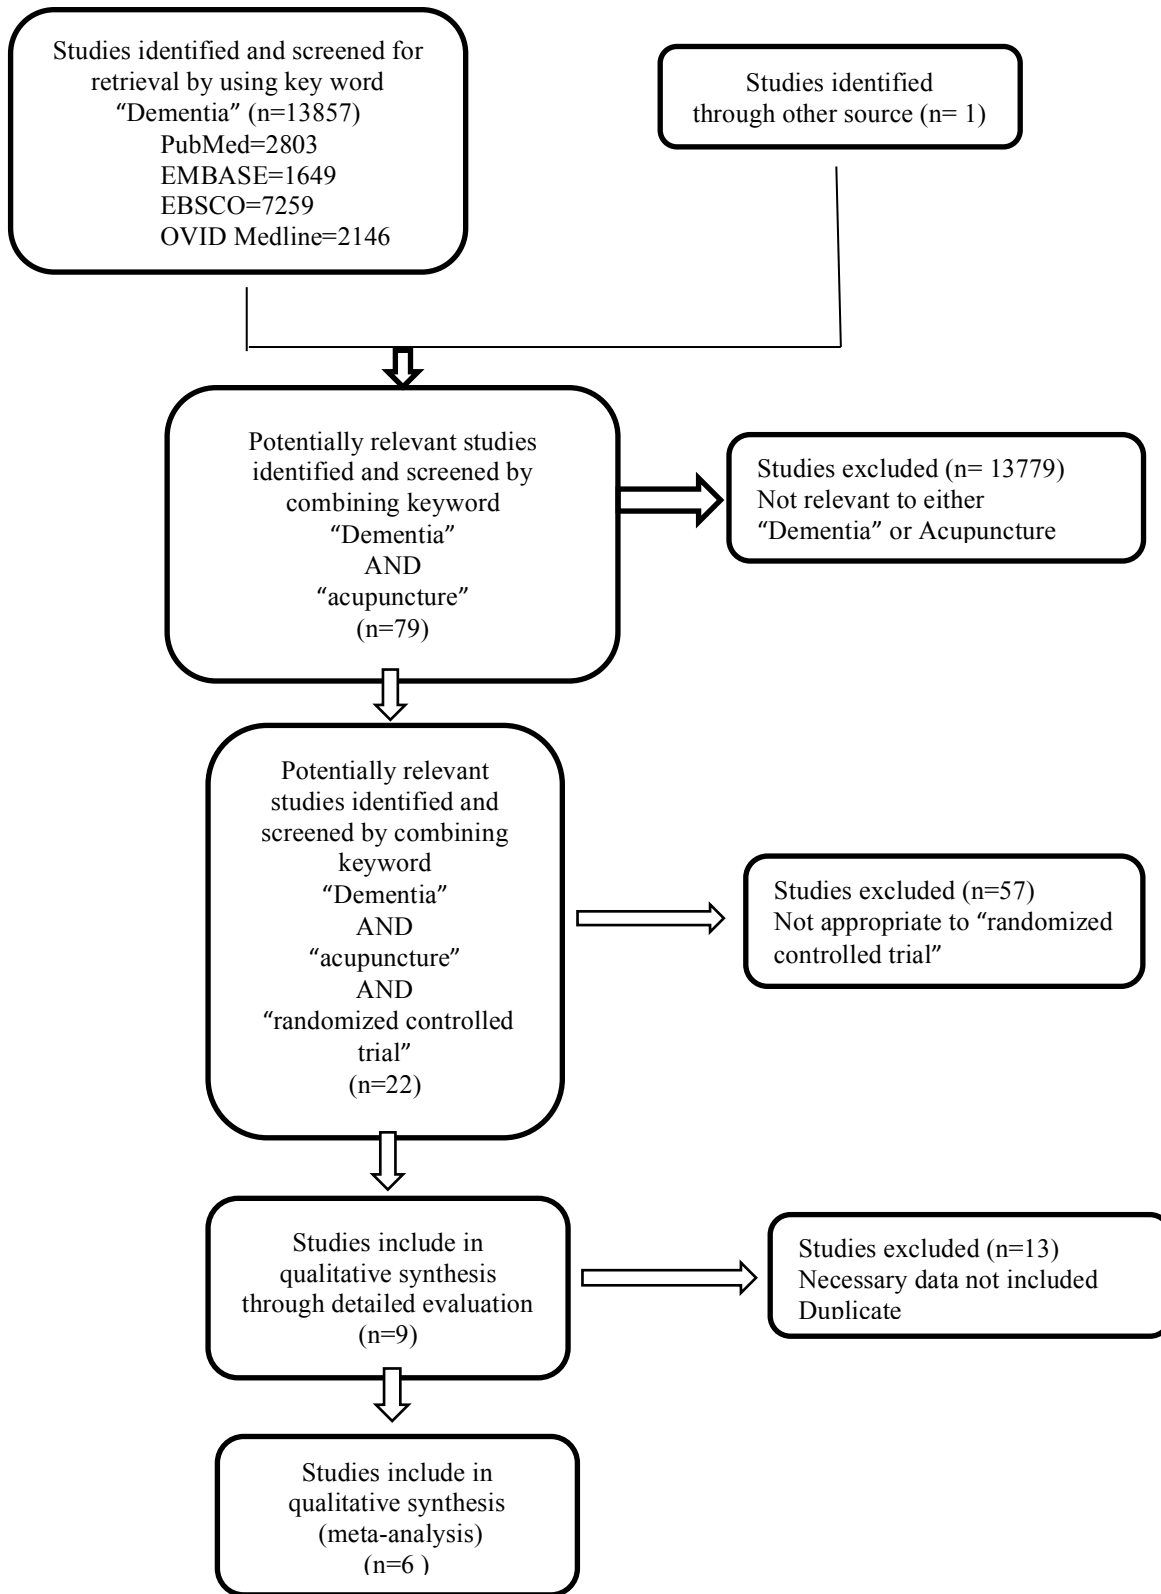 Studies identified and screened for
retrieval by using key word
“Dementia” (n=13857)
PubMed=2803
EMBASE=1649
EBSCO=7259
OVID Medline=2146
Studies identified
through other source (n= 1)
Potentially relevant studies
identified and screened by
combining keyword
“Dementia”
AND
“acupuncture”
(n=79)
Studies excluded (n= 13779)
Not relevant to either
“Dementia” or Acupuncture
Potentially relevant
studies identified and
screened by combining
keyword
“Dementia”
AND
“acupuncture”
AND
“randomized controlled
trial”
(n=22)
Studies excluded (n=57)
Not appropriate to “randomized
controlled trial”
Studies include in
qualitative synthesis
through detailed evaluation
(n=9)
Studies excluded (n=13)
Necessary data not included
Duplicate
Studies include in
qualitative synthesis
(meta-analysis)
(n=6 )